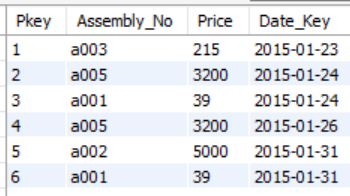 Pkey Assembly_No Price Date_Key
1 a003 215 2015-01-23
2 a005 3200 2015-01-24
3 a001 39 2015-01-24
4 a005 3200 2015-01-26
5 a002 5000 2015-01-31
6 a001 39 2015-01-31